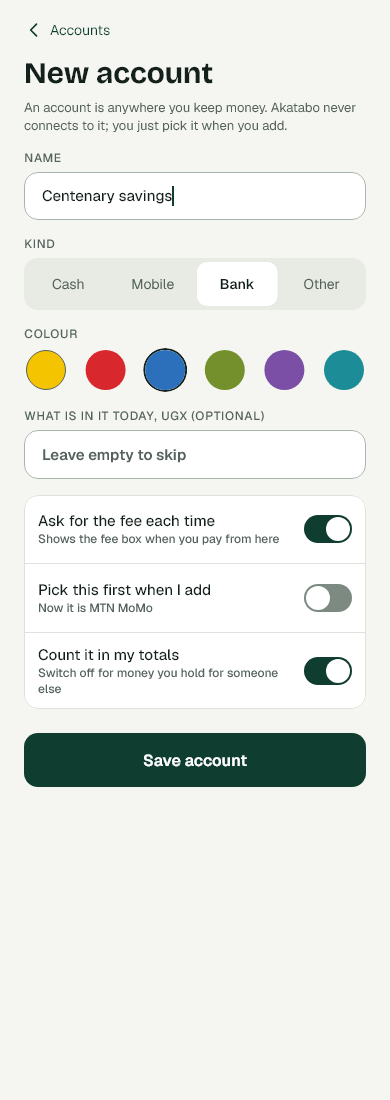 Accounts
New account
An account is anywhere you keep money. Akatabo never
connects to it; you just pick it when you add.
NAME
Centenary savings
KIND
Cash Mobile Bank Other
COLOUR
WHAT IS IN IT TODAY, UGX (OPTIONAL)
Leave empty to skip
Ask for the fee each time
Shows the fee box when you pay from here
Pick this first when I add
Now it is MTN MoMo
Count it in my totals
Switch off for money you hold for someone
else
Save account